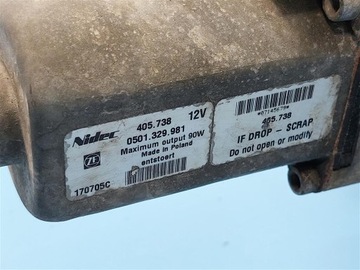 Nidec 405.738 12V
0501.329.981
ZF Maximum output 90W
Made in Poland
entstoert
170705C
405.738
IF DROP - SCRAP
Do not open or modify